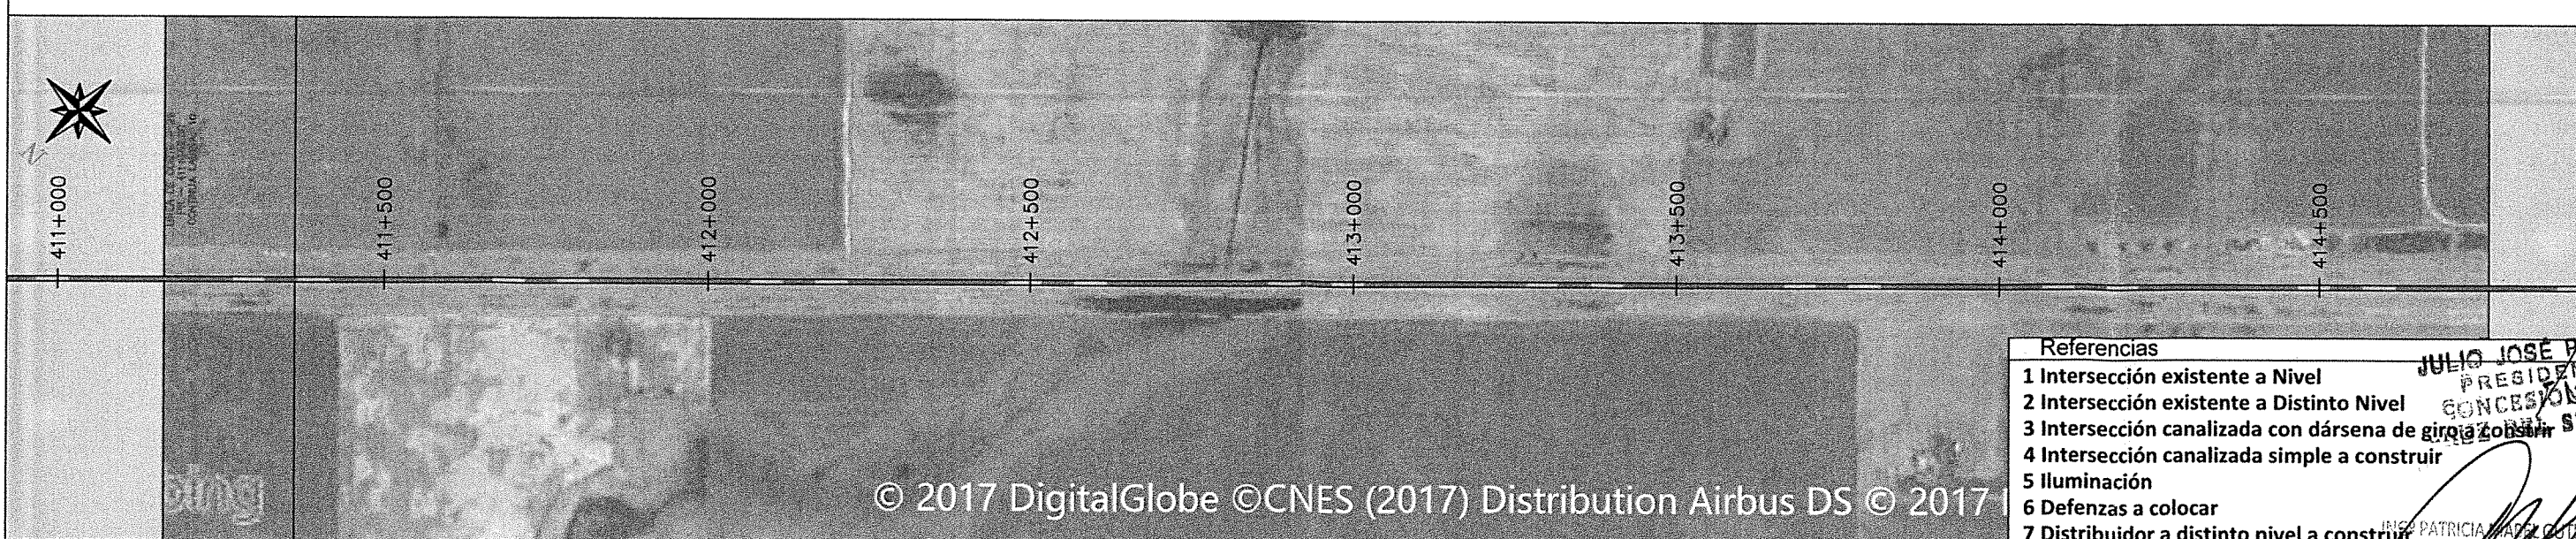 N
411+000
411+500
412+000
412+500
413+000
413+500
414+000
414+500
bing
© 2017 DigitalGlobe ©CNES (2017) Distribution Airbus DS © 2017
Referencias
1 Intersección existente a Nivel
2 Intersección existente a Distinto Nivel
3 Intersección canalizada con dársena de giro a constrir
4 Intersección canalizada simple a construir
5 Iluminación
6 Defenzas a colocar
7 Distribuidor a distinto nivel a construir
JULIO JOSÉ
PATRICIA